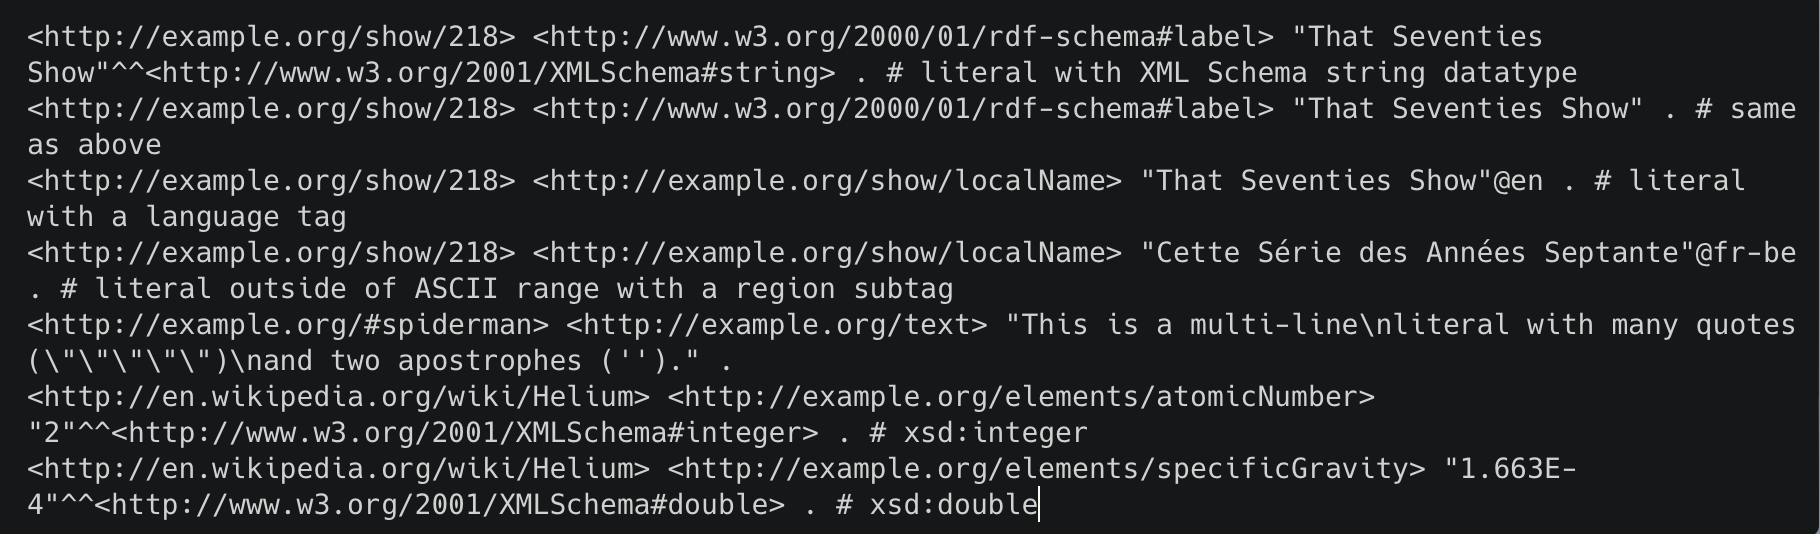 <http://example.org/show/218> <http://www.w3.org/2000/01/rdf-schema#label> "That Seventies
Show"^^<http://www.w3.org/2001/XMLSchema#string> . # literal with XML Schema string datatype
<http://example.org/show/218> <http://www.w3.org/2000/01/rdf-schema#label> "That Seventies Show" . # same
as above
<http://example.org/show/218> <http://example.org/show/localName> "That Seventies Show"@en . # literal
with a language tag
<http://example.org/show/218> <http://example.org/show/localName> "Cette Série des Années Septante"@fr-be
. # literal outside of ASCII range with a region subtag
<http://example.org/#spiderman> <http://example.org/text> "This is a multi-line\nliteral with many quotes
(\"\"\"\"\")\nand two apostrophes ('')." .
<http://en.wikipedia.org/wiki/Helium> <http://example.org/elements/atomicNumber>
"2"^^<http://www.w3.org/2001/XMLSchema#integer> . # xsd:integer
<http://en.wikipedia.org/wiki/Helium> <http://example.org/elements/specificGravity> "1.663E-
4"^^<http://www.w3.org/2001/XMLSchema#double> . # xsd:double